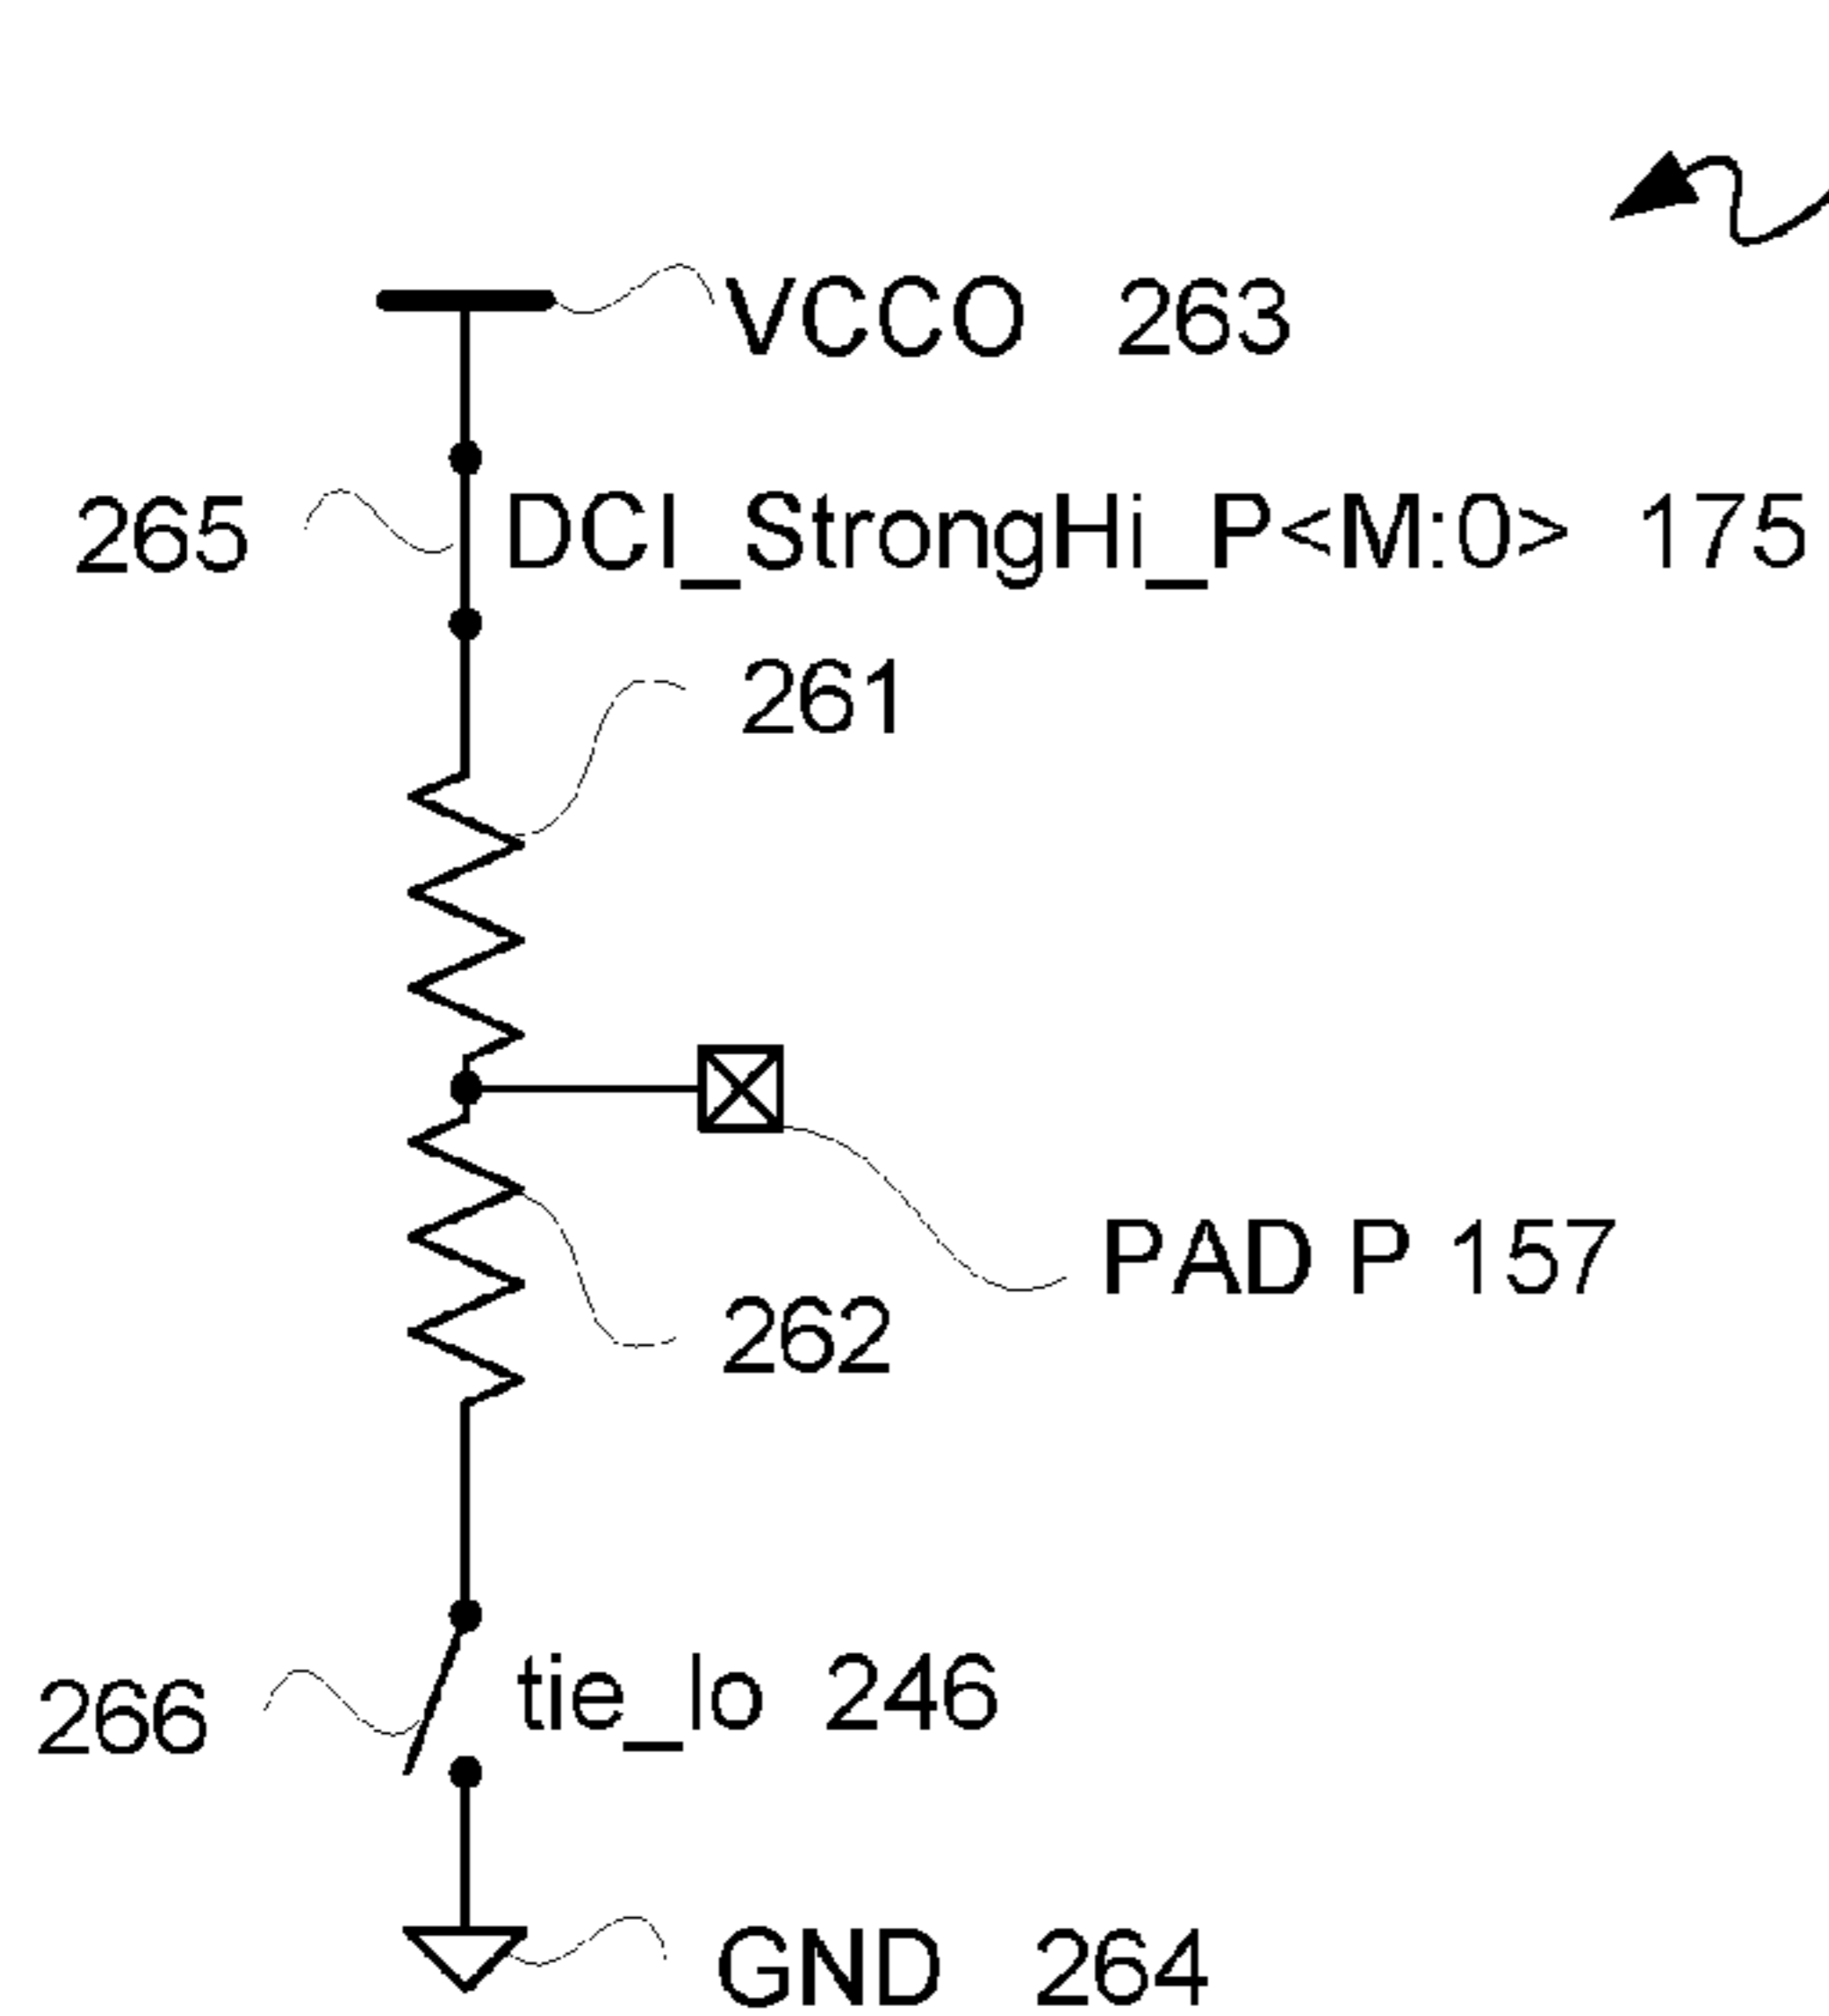 VCCO 263
265 DCI_StrongHi_P<M:0> 175
261
PAD P 157
262
266 tie_lo 246
GND 264